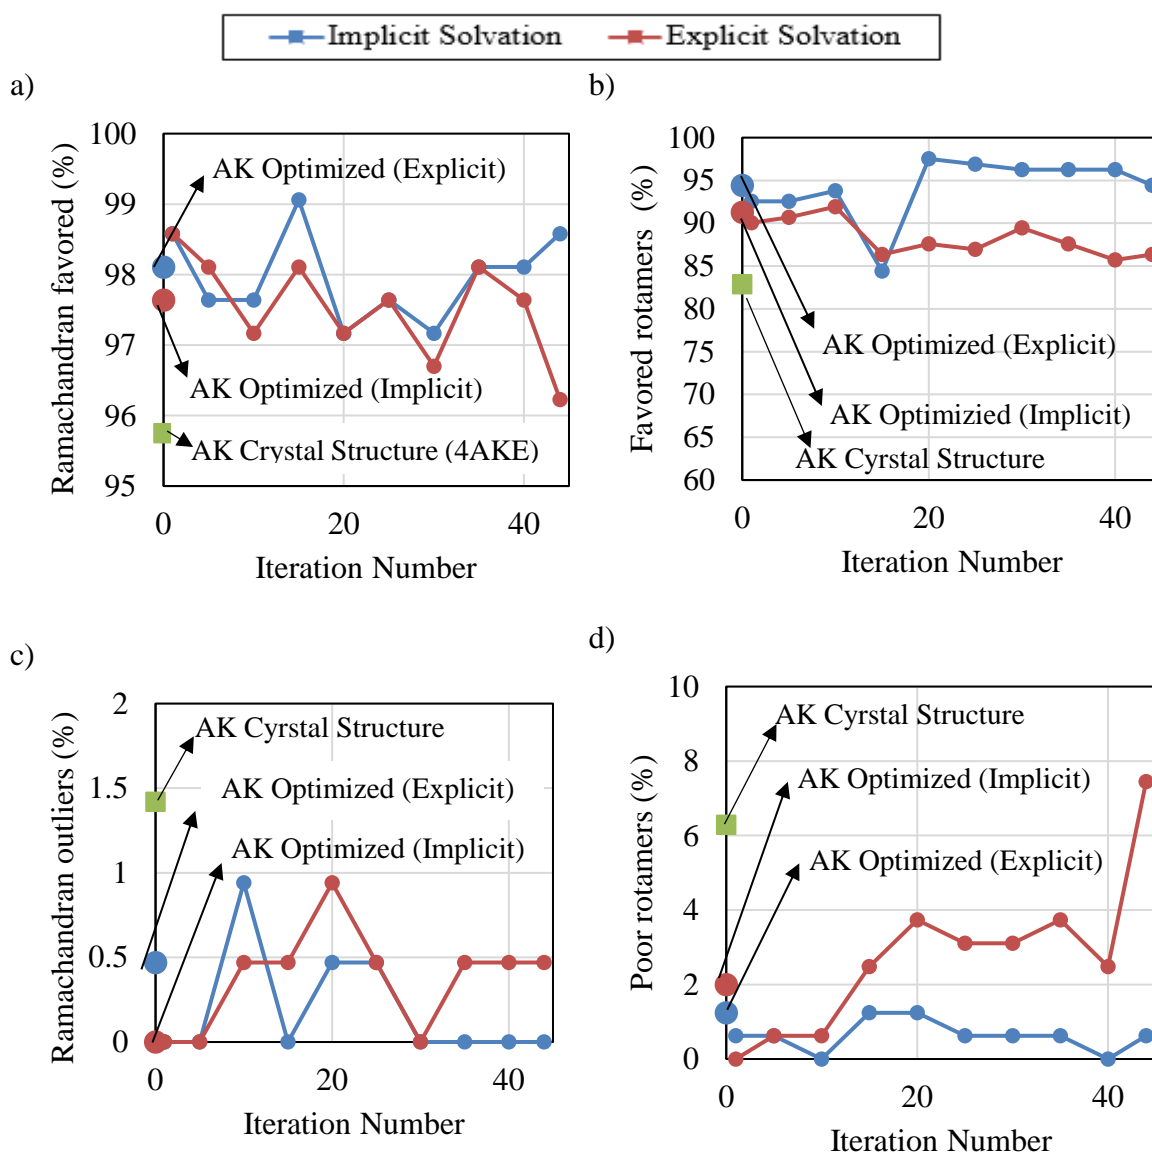 Implicit Solvation Explicit Solvation
a)
b)
Ramachandran favored (%)
100
99
98
97
96
95
AK Optimized (Explicit)
AK Optimized (Implicit)
AK Crystal Structure (4AKE)
0 20 40
Iteration Number
Favored rotamers (%)
100
95
90
85
80
75
70
65
60
AK Optimized (Explicit)
AK Optimizied (Implicit)
AK Cyrstal Structure
0 20 40
Iteration Number
c)
d)
Ramachandran outliers (%)
2
1.5
1
0.5
0
AK Cyrstal Structure
AK Optimized (Explicit)
AK Optimized (Implicit)
0 20 40
Iteration Number
Poor rotamers (%)
10
8
6
4
2
0
AK Cyrstal Structure
AK Optimized (Implicit)
AK Optimized (Explicit)
0 20 40
Iteration Number